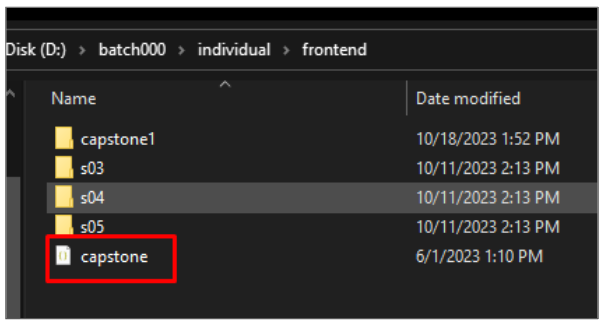 Disk (D:) > batch000 > individual > frontend
Name Date modified
capstone1 10/18/2023 1:52 PM
s03 10/11/2023 2:13 PM
s04 10/11/2023 2:13 PM
s05 10/11/2023 2:13 PM
capstone 6/1/2023 1:10 PM